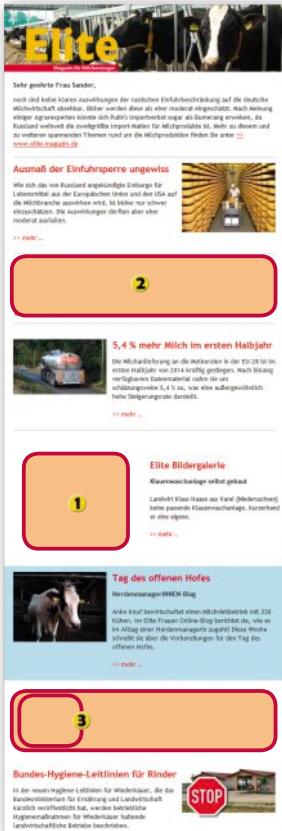 Elite
Magazin für Milcherzeuger
Sehr geehrte Frau Sander,
noch sind keine klaren Auswirkungen der russischen Einfuhrbeschränkung auf die deutsche
Milchwirtschaft absehbar. Bisher werden diese als eher moderat eingeschätzt. Nach Meinung
einiger Agrarexperten könnte sich Putin's Importverbot sogar als Bumerang erweisen, da
Russland weltweit die zweitgrößte Import-Nation für Milchprodukte ist. Mehr zu diesem und
zu weiteren spannenden Themen rund um die Milchproduktion finden Sie unter >>
www.elite-magazin.de
Ausmaß der Einfuhrsperre ungewiss
Wie sich das von Russland angekündigte Embargo für
Lebensmittel aus der Europäischen Union und den USA auf
die Milchbranche auswirken wird, ist bisher nur schwer
einzuschätzen. Die Auswirkungen dürften aber eher
moderat ausfallen.
>> mehr ...
2
5,4 % mehr Milch im ersten Halbjahr
Die Milchanlieferung an die Molkereien in der EU-28 ist im
ersten Halbjahr von 2014 kräftig gestiegen. Nach bislang
verfügbarem Datenmaterial nahm sie um
schätzungsweise 5,4 % zu, was eine außergewöhnlich
hohe Steigerungsrate darstellt.
>> mehr ...
1
Elite Bildergalerie
Klauenwaschanlage selbst gebaut
Landwirt Klaus Haase aus Varel (Niedersachsen)
keine passende Klauenwaschanlage. Kurzerhand
er eine eigene.
>> mehr ...
Tag des offenen Hofes
HerdenmanagerINNEN-Blog
Anke Knuf bewirtschaftet einen Milchviehbetrieb mit 328
Kühen. Im Elite Frauen Online-Blog berichtet sie, wie es
im Alltag einer Herdenmanagerin zugeht! Diese Woche
schreibt sie über die Vorbereitungen für den Tag des
offenen Hofes.
>> mehr ...
3
Bundes-Hygiene-Leitlinien für Rinder
In der neuen Hygiene-Leitlinien für Wiederkäuer, die das
Bundesministerium für Ernährung und Landwirtschaft
kürzlich veröffentlicht hat, werden betriebliche
Hygienemaßnahmen für Wiederkäuer haltende
landwirtschaftliche Betriebe beschrieben.
STOP